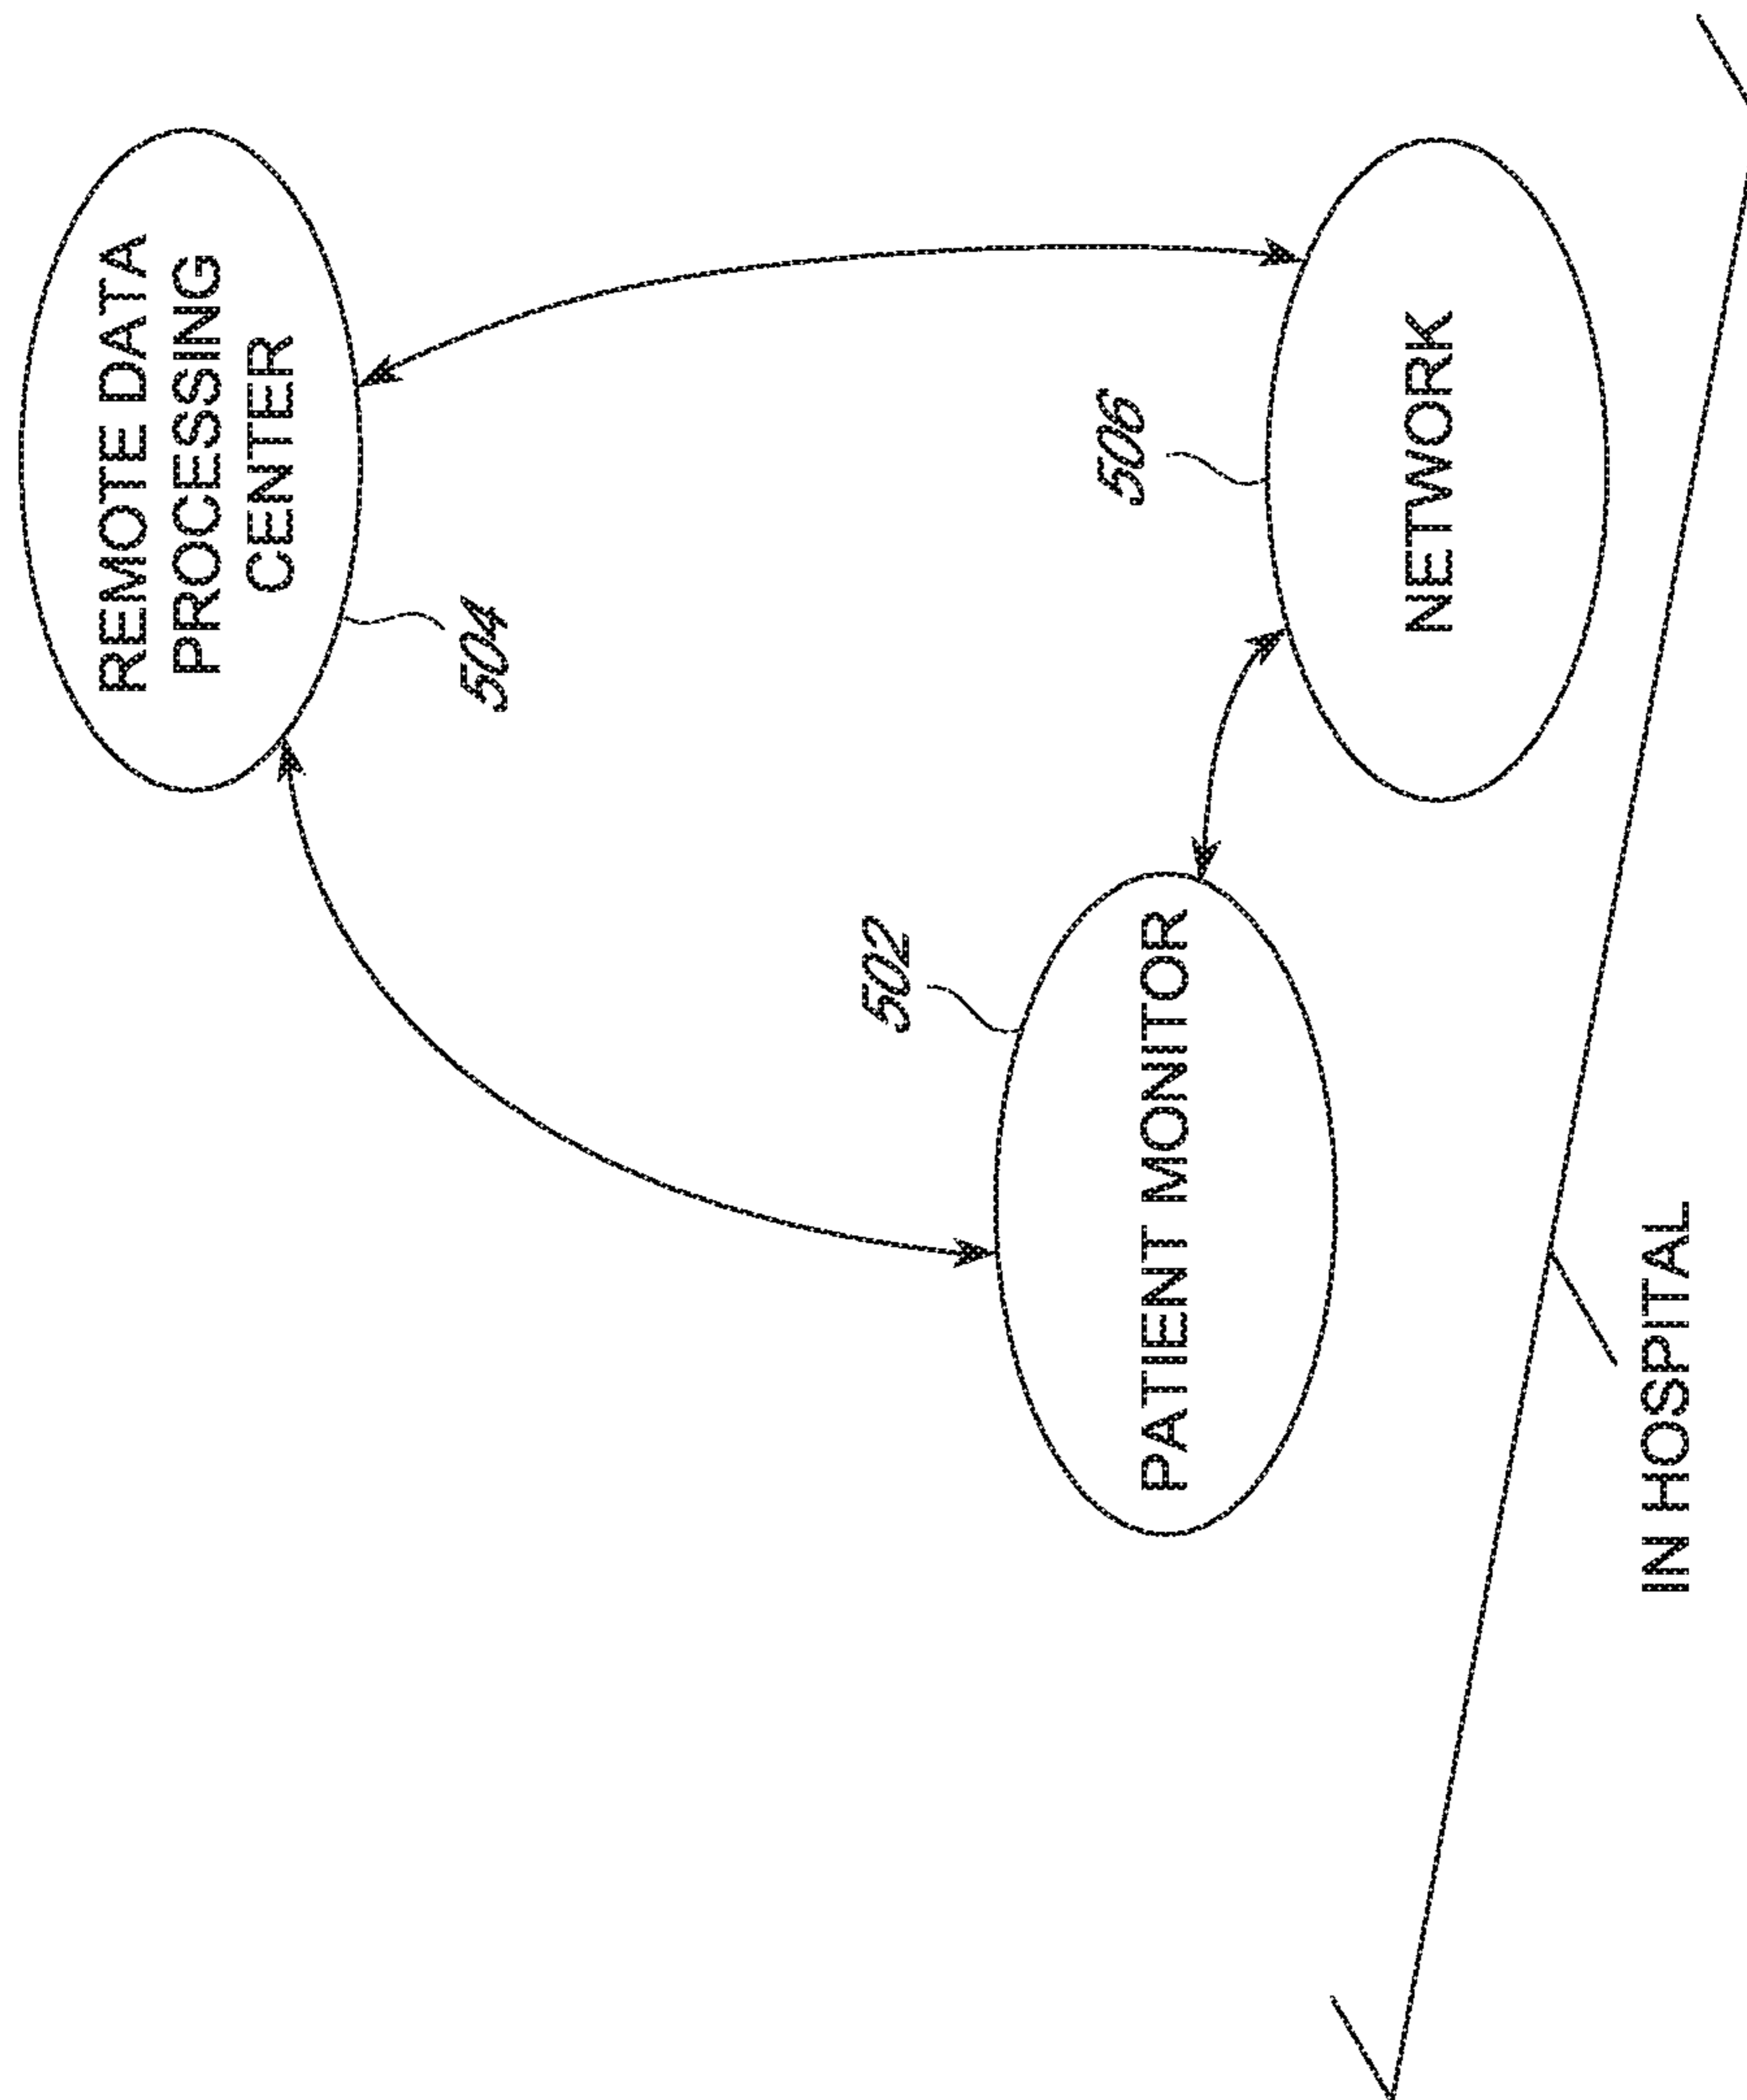 REMOTE DATA
PROCESSING
CENTER
504
502
PATIENT MONITOR
506
NETWORK
IN HOSPITAL